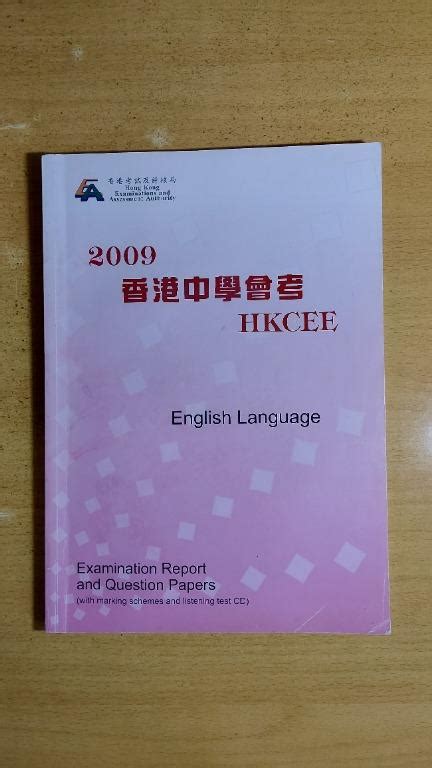 香港考試及評核局
Hong Kong
Examinations and
Assessment Authority
2009
香港中學會考
HKCEE
English Language
Examination Report
and Question Papers
(with marking schemes and listening test CD)